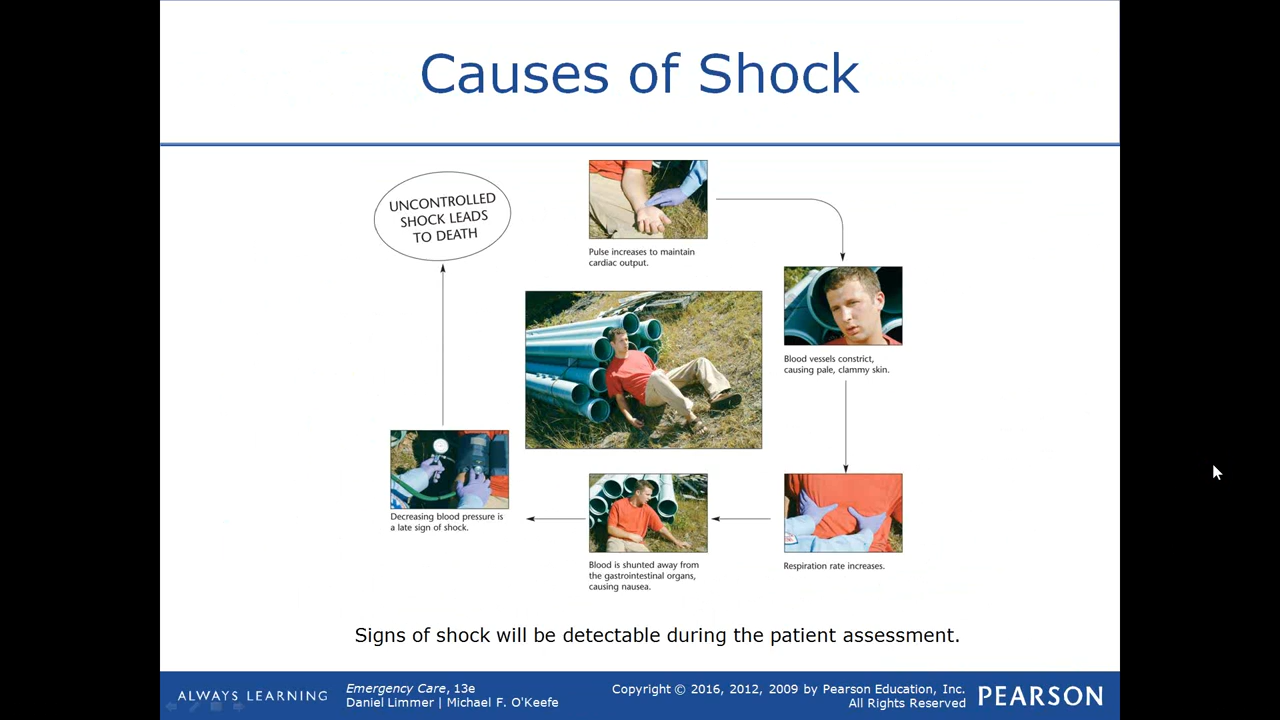 Causes of Shock
UNCONTROLLED
SHOCK LEADS
TO DEATH
Pulse increases to maintain
cardiac output.
Blood vessels constrict,
causing pale, clammy skin.
Respiration rate increases.
Blood is shunted away from
the gastrointestinal organs,
causing nausea.
Decreasing blood pressure is
a late sign of shock.
Signs of shock will be detectable during the patient assessment.
ALWAYS LEARNING
Emergency Care, 13e
Daniel Limmer | Michael F. O'Keefe
Copyright © 2016, 2012, 2009 by Pearson Education, Inc.
All Rights Reserved
PEARSON